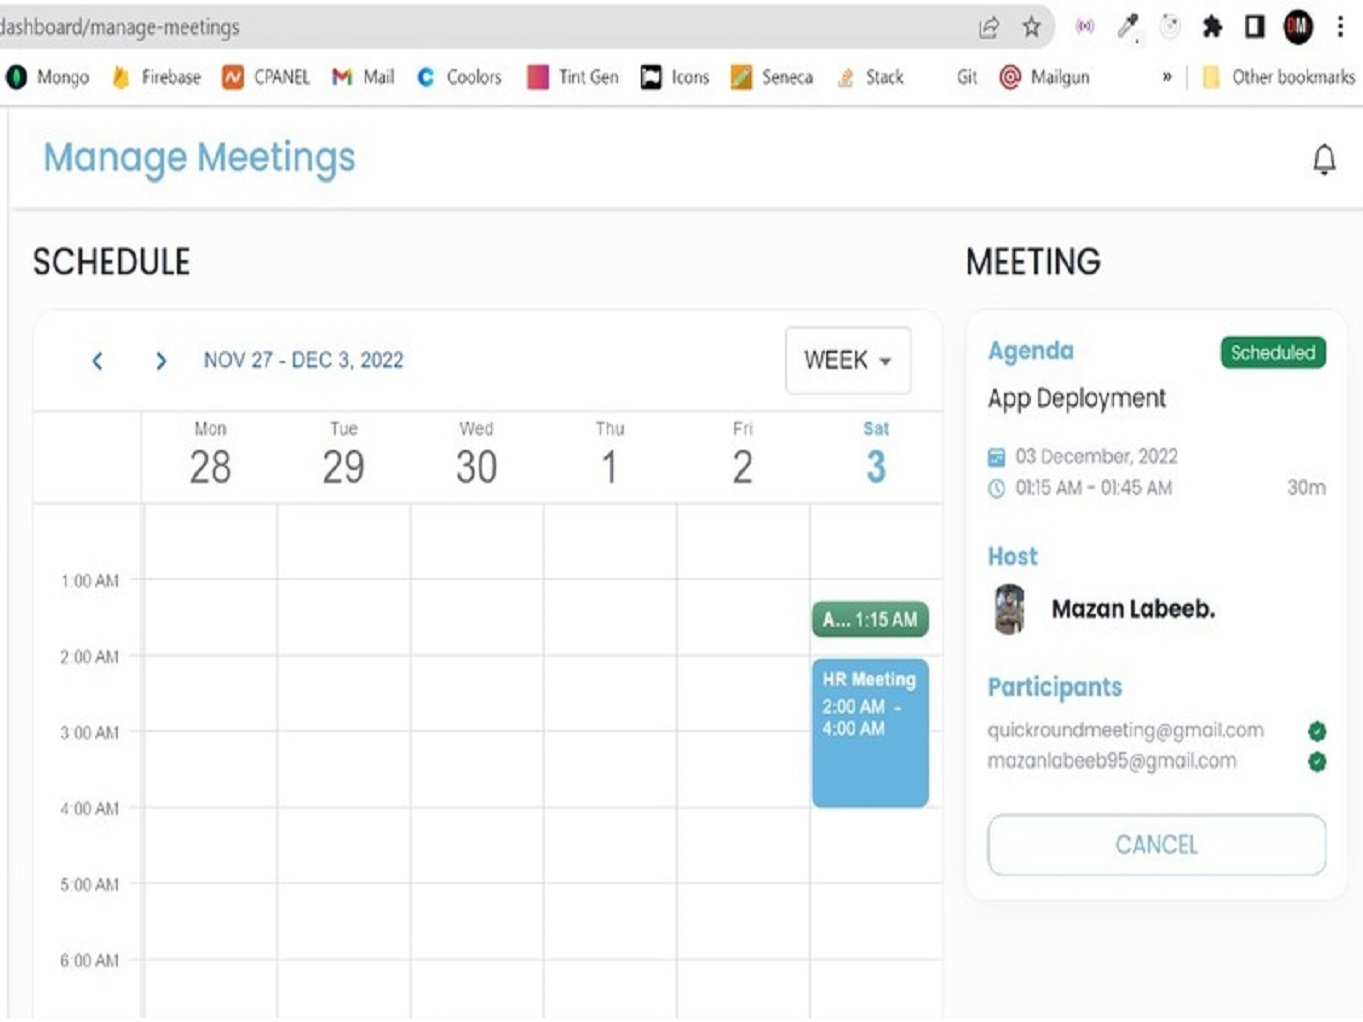 dashboard/manage-meetings
Mongo Firebase CPANEL Mail Coolors Tint Gen Icons Seneca Stack Git Mailgun » Other bookmarks
Manage Meetings
SCHEDULE
NOV 27 - DEC 3, 2022
WEEK
Mon Tue Wed Thu Fri Sat
28 29 30 1 2 3
1:00 AM
A... 1:15 AM
2:00 AM
HR Meeting
2:00 AM -
4:00 AM
3:00 AM
4:00 AM
5:00 AM
6:00 AM
MEETING
Agenda Scheduled
App Deployment
03 December, 2022
01:15 AM - 01:45 AM 30m
Host
Mazan Labeeb.
Participants
quickroundmeeting@gmail.com
mazanlabeeb95@gmail.com
CANCEL